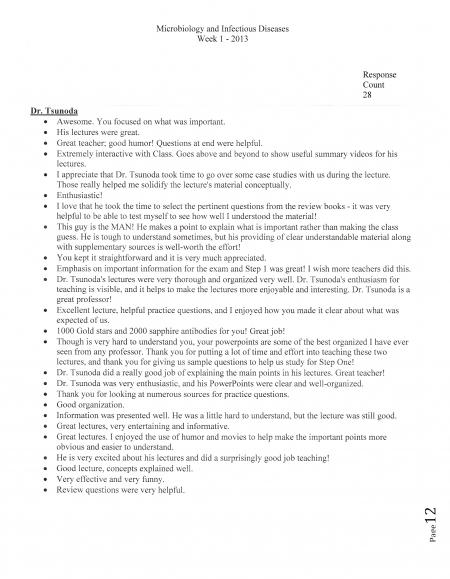 Microbiology and Infectious Diseases
Week 1 - 2013
Response
Count
28
Dr. Tsunoda
• Awesome. You focused on what was important.
• His lectures were great.
• Great teacher; good humor! Questions at end were helpful.
• Extremely interactive with Class. Goes above and beyond to show useful summary videos for his
lectures.
• I appreciate that Dr. Tsunoda took time to go over some case studies with us during the lecture.
Those really helped me solidify the lecture's material conceptually.
• Enthusiastic!
• I love that he took the time to select the pertinent questions from the review books - it was very
helpful to be able to test myself to see how well I understood the material!
• This guy is the MAN! He makes a point to explain what is important rather than making the class
guess. He is tough to understand sometimes, but his providing of clear understandable material along
with supplementary sources is well-worth the effort!
• You kept it straightforward and it is very much appreciated.
• Emphasis on important information for the exam and Step 1 was great! I wish more teachers did this.
• Dr. Tsunoda's lectures were very thorough and organized very well. Dr. Tsunoda's enthusiasm for
teaching is visible, and it helps to make the lectures more enjoyable and interesting. Dr. Tsunoda is a
great professor!
• Excellent lecture, helpful practice questions, and I enjoyed how you made it clear about what was
expected of us.
• 1000 Gold stars and 2000 sapphire antibodies for you! Great job!
• Though is very hard to understand you, your powerpoints are some of the best organized I have ever
seen from any professor. Thank you for putting a lot of time and effort into teaching these two
lectures, and thank you for giving us sample questions to help us study for Step One!
• Dr. Tsunoda did a really good job of explaining the main points in his lectures. Great teacher!
• Dr. Tsunoda was very enthusiastic, and his PowerPoints were clear and well-organized.
• Thank you for looking at numerous sources for practice questions.
• Good organization.
• Information was presented well. He was a little hard to understand, but the lecture was still good.
• Great lectures, very entertaining and informative.
• Great lectures. I enjoyed the use of humor and movies to help make the important points more
obvious and easier to understand.
• He is very excited about his lectures and did a surprisingly good job teaching!
• Good lecture, concepts explained well.
• Very effective and very funny.
• Review questions were very helpful.
Page 12